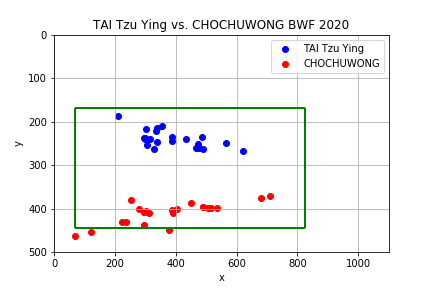 TAI Tzu Ying vs. CHOCHUWONG BWF 2020
TAI Tzu Ying
CHOCHUWONG
0
100
200
300
400
500
y
0 200 400 600 800 1000
x